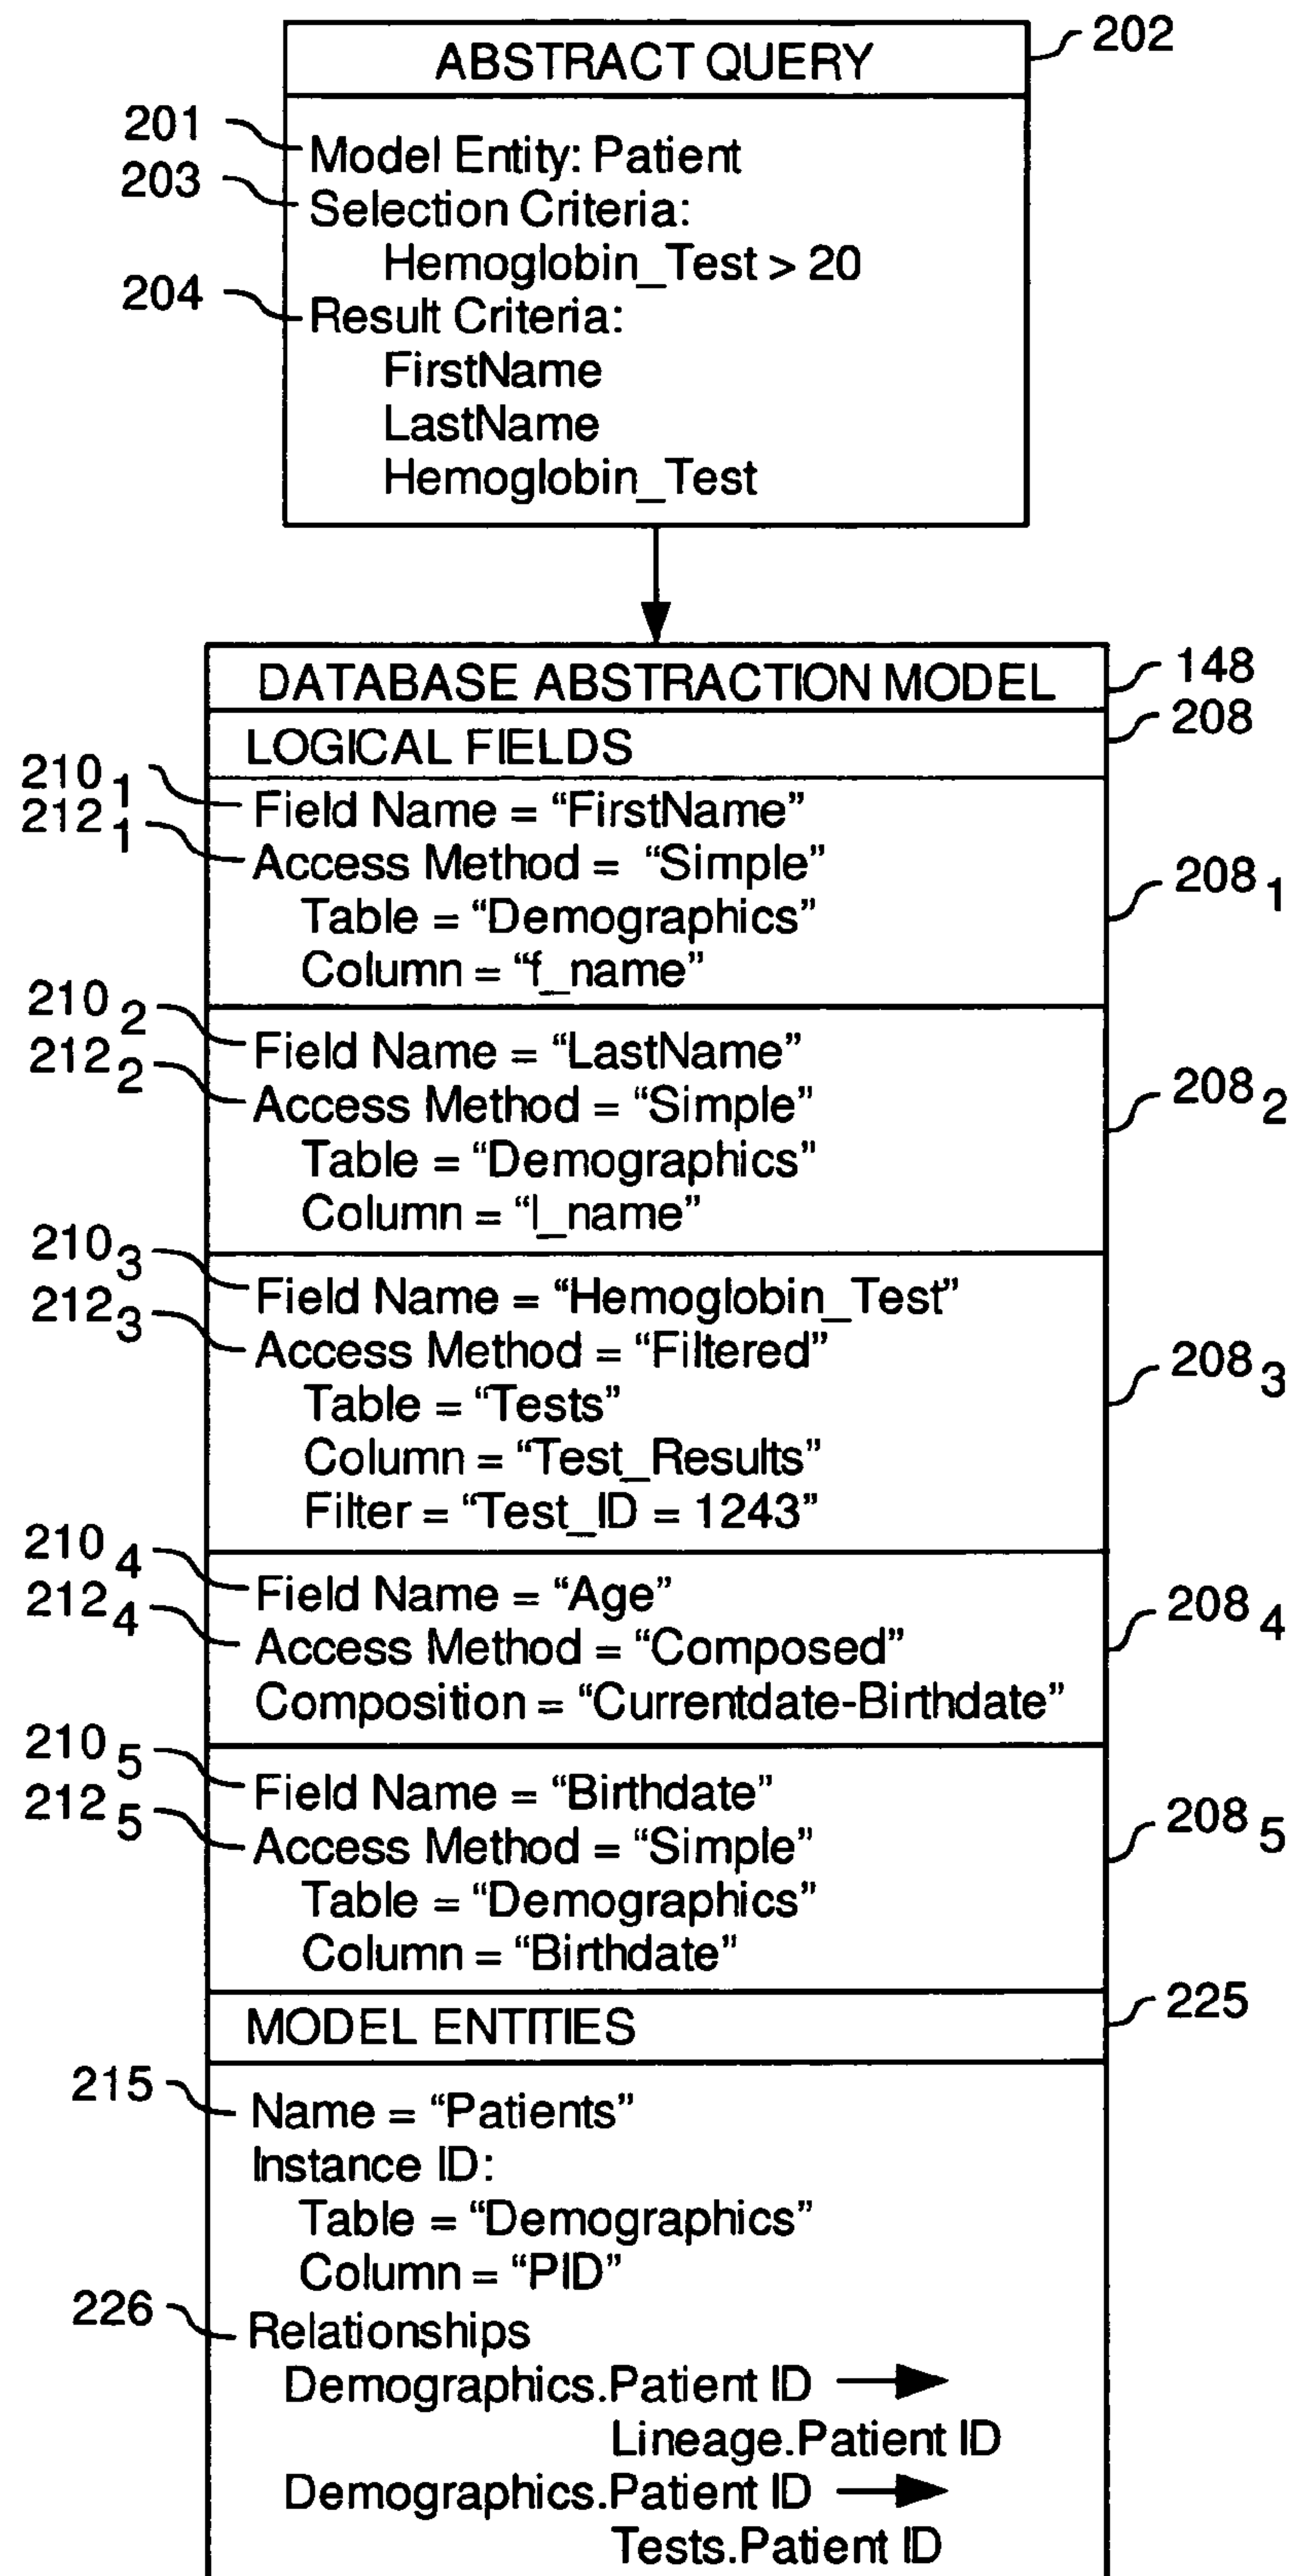 ABSTRACT QUERY
202
201
Model Entity: Patient
203
Selection Criteria:
Hemoglobin_Test > 20
204
Result Criteria:
FirstName
LastName
Hemoglobin_Test
DATABASE ABSTRACTION MODEL
148
LOGICAL FIELDS
208
210 1
Field Name = “FirstName”
212 1
Access Method = “Simple”
Table = “Demographics”
208 1
Column = “f_name”
210 2
Field Name = “LastName”
212 2
Access Method = “Simple”
208 2
Table = “Demographics”
Column = “l_name”
210 3
Field Name = “Hemoglobin_Test”
212 3
Access Method = “Filtered”
208 3
Table = “Tests”
Column = “Test_Results”
Filter = “Test_ID = 1243”
210 4
Field Name = “Age”
212 4
Access Method = “Composed”
208 4
Composition = “Currentdate-Birthdate”
210 5
Field Name = “Birthdate”
212 5
Access Method = “Simple”
208 5
Table = “Demographics”
Column = “Birthdate”
MODEL ENTITIES
225
215
Name = “Patients”
Instance ID:
Table = “Demographics”
Column = “PID”
226
Relationships
Demographics.Patient ID
Lineage.Patient ID
Demographics.Patient ID
Tests.Patient ID